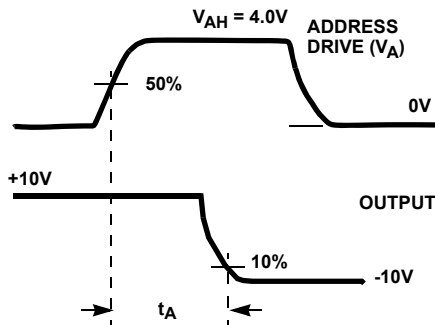 V_AH = 4.0V
ADDRESS
DRIVE (V_A)
50%
0V
+10V
OUTPUT
10%
-10V
t_A